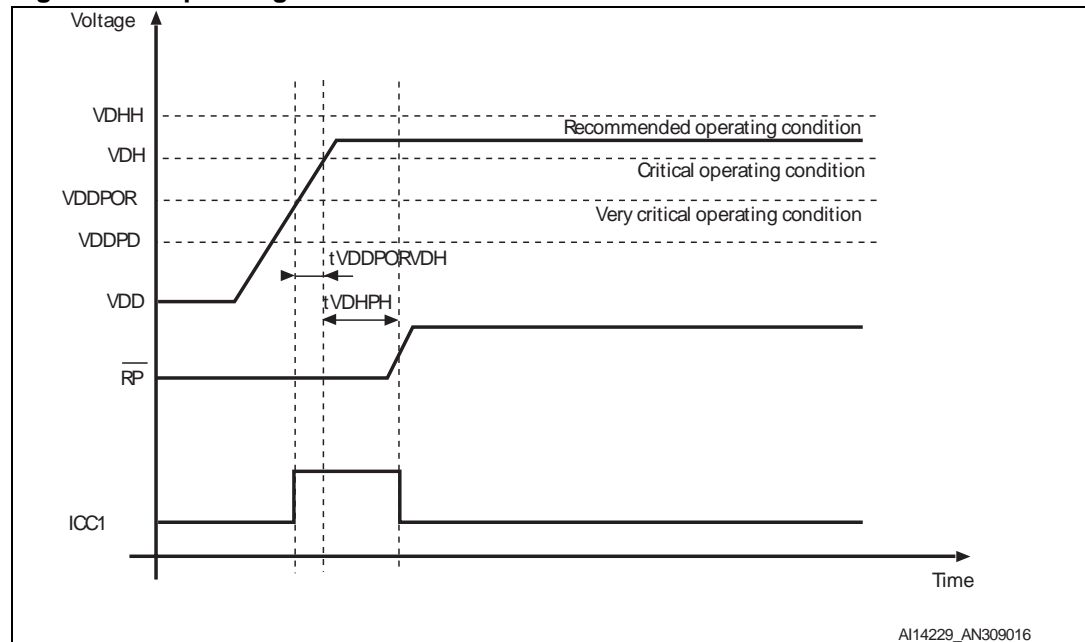 Voltage
VDHH
Recommended operating condition
VDH
Critical operating condition
VDDPOR
Very critical operating condition
VDDPD
tVDDPORVDH
VDD
tVDHPH
RP
ICC1
Time
AI14229_AN309016